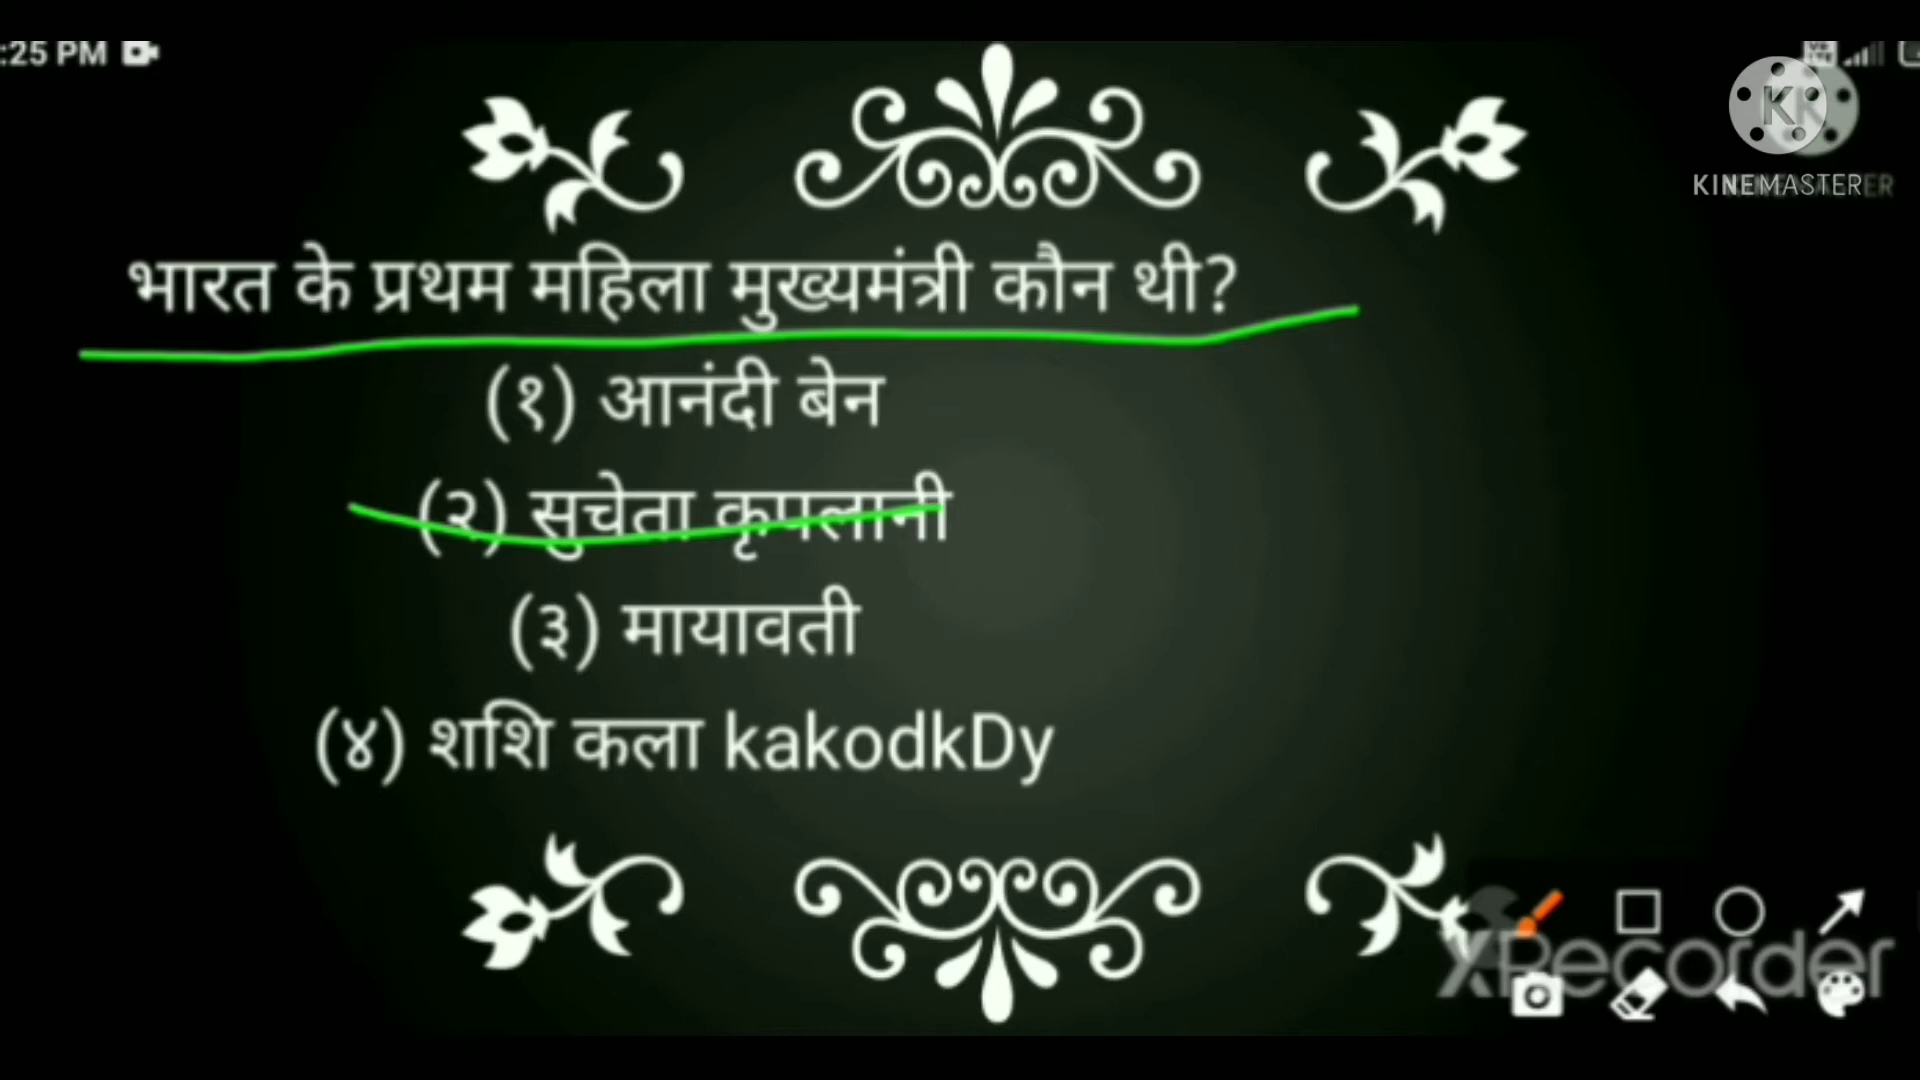 :25 PM
KINEMASTER
भारत के प्रथम महिला मुख्यमंत्री कौन थी?
(१) आनंदी बेन
(२) सुचेता कृपलानी
(३) मायावती
(४) शशि कला kakodkDy
XRecorder